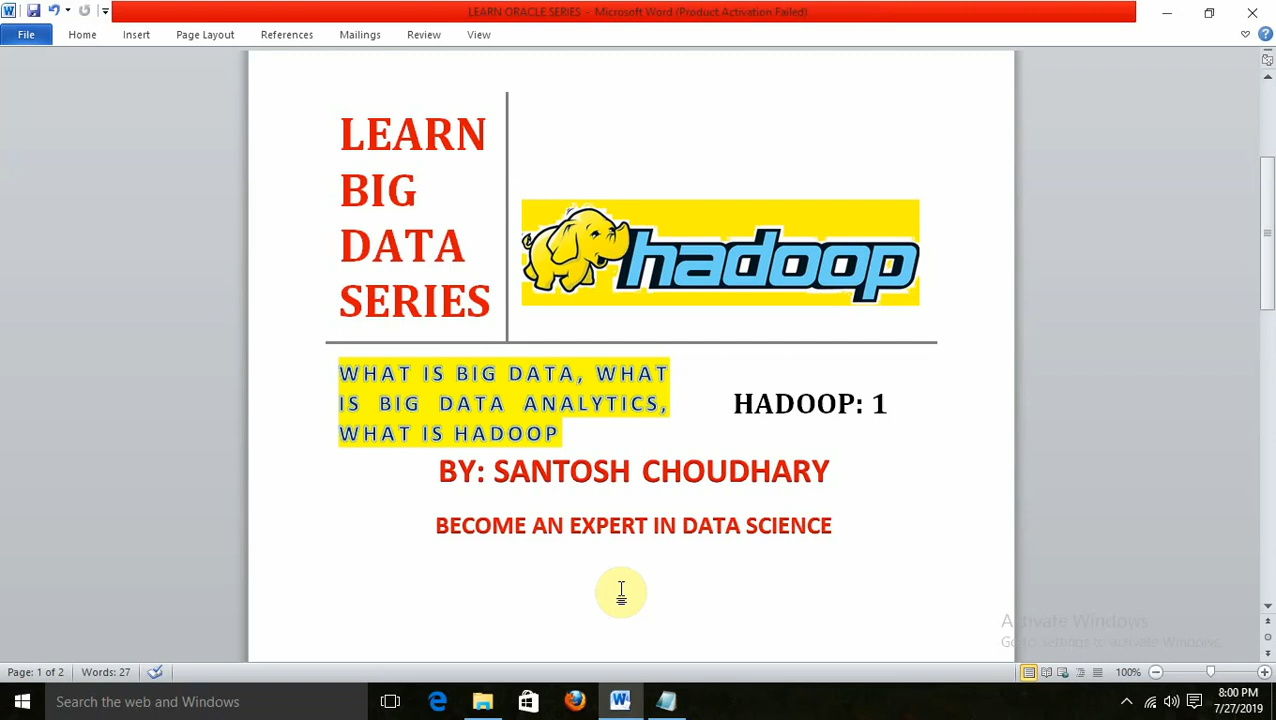 LEARN ORACLE SERIES - Microsoft Word (Product Activation Failed)
File Home Insert Page Layout References Mailings Review View
LEARN
BIG
DATA
SERIES
hadoop
WHAT IS BIG DATA, WHAT
IS BIG DATA ANALYTICS,
WHAT IS HADOOP
HADOOP: 1
BY: SANTOSH CHOUDHARY
BECOME AN EXPERT IN DATA SCIENCE
Activate Windows
Go to Settings to activate Windows.
Page: 1 of 2 Words: 27 100%
Search the web and Windows
8:00 PM
7/27/2019